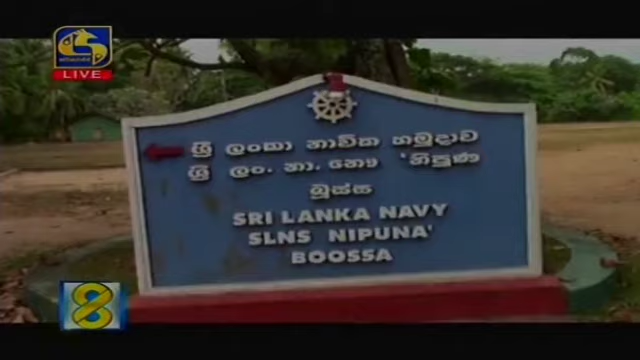 LIVE
ශ්‍රී ලංකා නාවික හමුදාව
ශ්‍රී ලං. නා. නෞ 'නිපුණ
බූස්ස
SRI LANKA NAVY
SLNS NIPUNA'
BOOSSA
8